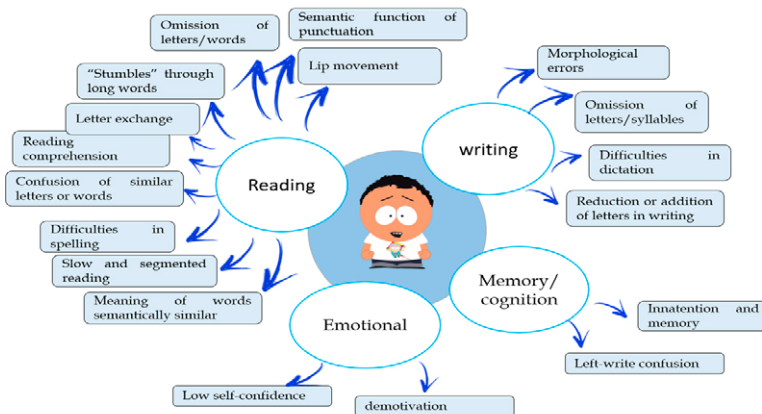 Omission of
letters/words
Semantic function of
punctuation
Lip movement
"Stumbles" through
long words
Letter exchange
Reading
comprehension
Confusion of similar
letters or words
Difficulties in
spelling
Slow and segmented
reading
Meaning of words
semantically similar
Reading
Morphological
errors
Omission of
letters/syllables
Difficulties in
dictation
Reduction or addition
of letters in writing
writing
Memory/
cognition
Innatention and
memory
Left-write confusion
Emotional
Low self-confidence
demotivation